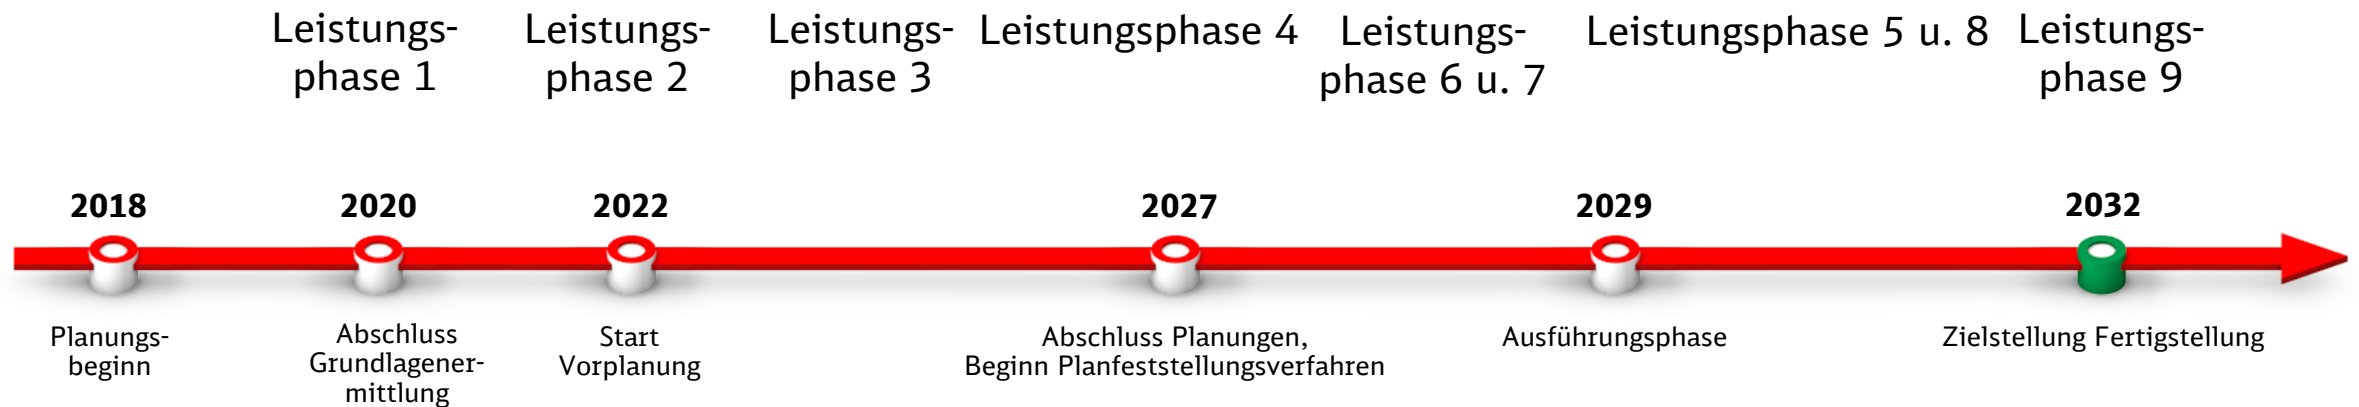 Leistungs-
phase 1
Leistungs-
phase 2
Leistungs-
phase 3
Leistungsphase 4
Leistungs-
phase 6 u. 7
Leistungsphase 5 u. 8
Leistungs-
phase 9
2018
2020
2022
2027
2029
2032
Planungs-
beginn
Abschluss
Grundlagener-
mittlung
Start
Vorplanung
Abschluss Planungen,
Beginn Planfeststellungsverfahren
Ausführungsphase
Zielstellung Fertigstellung